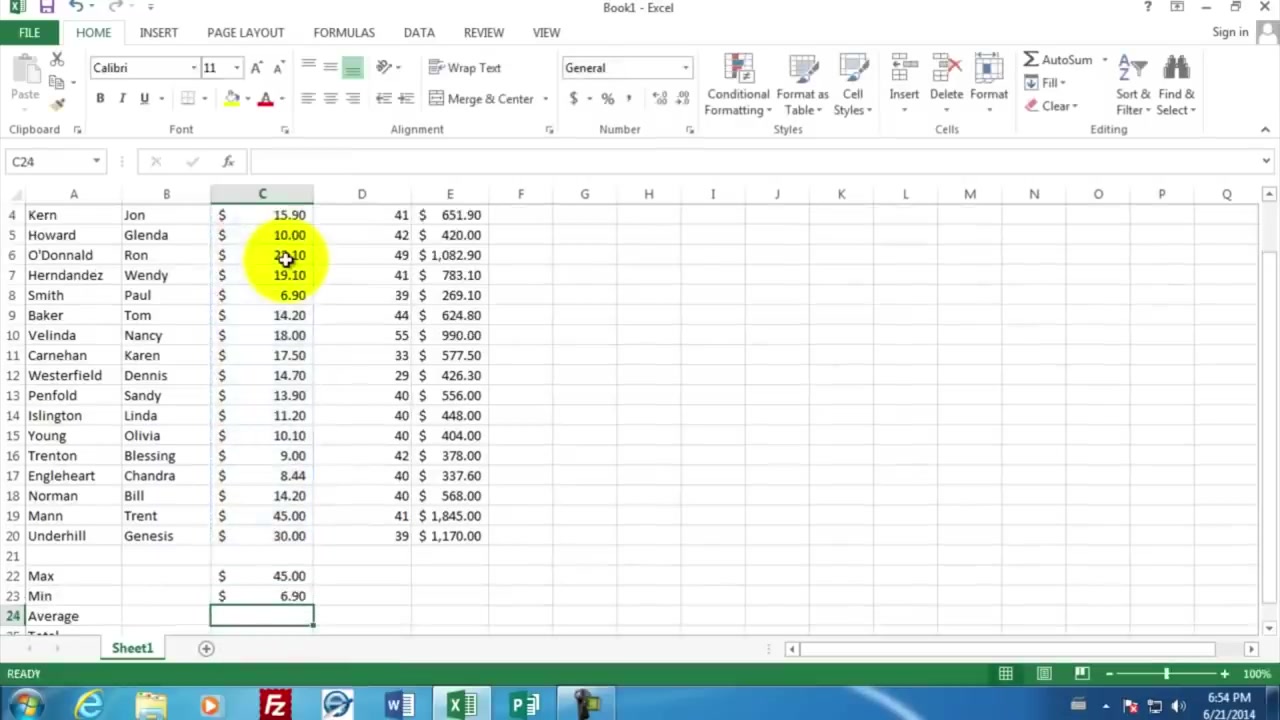 Book1 - Excel
FILE HOME INSERT PAGE LAYOUT FORMULAS DATA REVIEW VIEW Sign in
Calibri 11 Wrap Text General AutoSum
Paste Conditional Formatting Format as Table Cell Styles Insert Delete Format Fill Sort & Filter Find & Select
B I U Merge & Center $ % , Clear
Clipboard Font Alignment Number Styles Cells Editing
C24 fx
A B C D E F G H I J K L M N O P Q
4 Kern Jon $ 15.90 41 $ 651.90
5 Howard Glenda $ 10.00 42 $ 420.00
6 O'Donnald Ron $ 10 49 $ 1,082.90
7 Herndandez Wendy $ 19.10 41 $ 783.10
8 Smith Paul $ 6.90 39 $ 269.10
9 Baker Tom $ 14.20 44 $ 624.80
10 Velinda Nancy $ 18.00 55 $ 990.00
11 Carnehan Karen $ 17.50 33 $ 577.50
12 Westerfield Dennis $ 14.70 29 $ 426.30
13 Penfold Sandy $ 13.90 40 $ 556.00
14 Islington Linda $ 11.20 40 $ 448.00
15 Young Olivia $ 10.10 40 $ 404.00
16 Trenton Blessing $ 9.00 42 $ 378.00
17 Engleheart Chandra $ 8.44 40 $ 337.60
18 Norman Bill $ 14.20 40 $ 568.00
19 Mann Trent $ 45.00 41 $ 1,845.00
20 Underhill Genesis $ 30.00 39 $ 1,170.00
21
22 Max $ 45.00
23 Min $ 6.90
24 Average
Sheet1
READY 100%
6:54 PM
6/21/2014